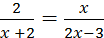 2/(x + 2) = x/(2x − 3)